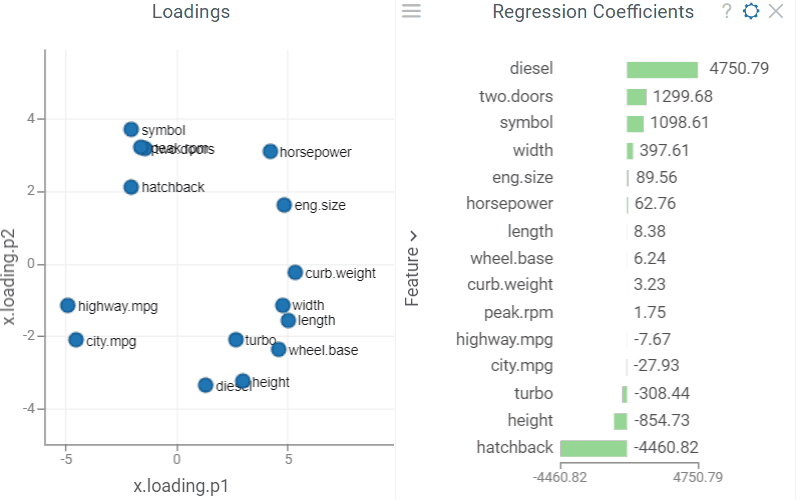 Loadings
4
2
0
-2
-4
-5
0
5
x.loading.p2
x.loading.p1
symbol
peak.rpm
two.doors
horsepower
hatchback
eng.size
curb.weight
highway.mpg
width
length
city.mpg
turbo
wheel.base
diesel
height
Regression Coefficients
?
Feature
diesel 4750.79
two.doors 1299.68
symbol 1098.61
width 397.61
eng.size 89.56
horsepower 62.76
length 8.38
wheel.base 6.24
curb.weight 3.23
peak.rpm 1.75
highway.mpg -7.67
city.mpg -27.93
turbo -308.44
height -854.73
hatchback -4460.82
-4460.82 4750.79